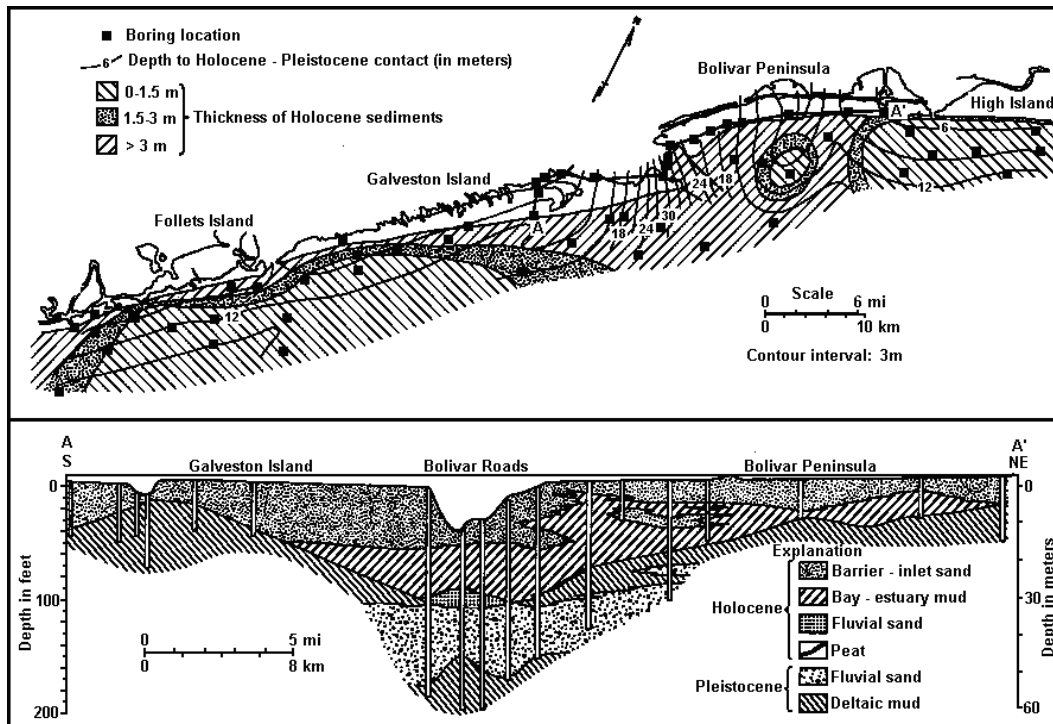 Boring location
6 Depth to Holocene - Pleistocene contact (in meters)
0-1.5 m
1.5-3 m
> 3 m
Thickness of Holocene sediments
Bolivar Peninsula
High Island
A'
6
12
24
18
Galveston Island
A
18
24
30
Follets Island
12
Scale
0 6 mi
0 10 km
Contour interval: 3m
A
S
Galveston Island
Bolivar Roads
Bolivar Peninsula
A'
NE
0
100
200
Depth in feet
0
30
60
Depth in meters
0 5 mi
0 8 km
Explanation
Holocene
Barrier - inlet sand
Bay - estuary mud
Fluvial sand
Peat
Pleistocene
Fluvial sand
Deltaic mud